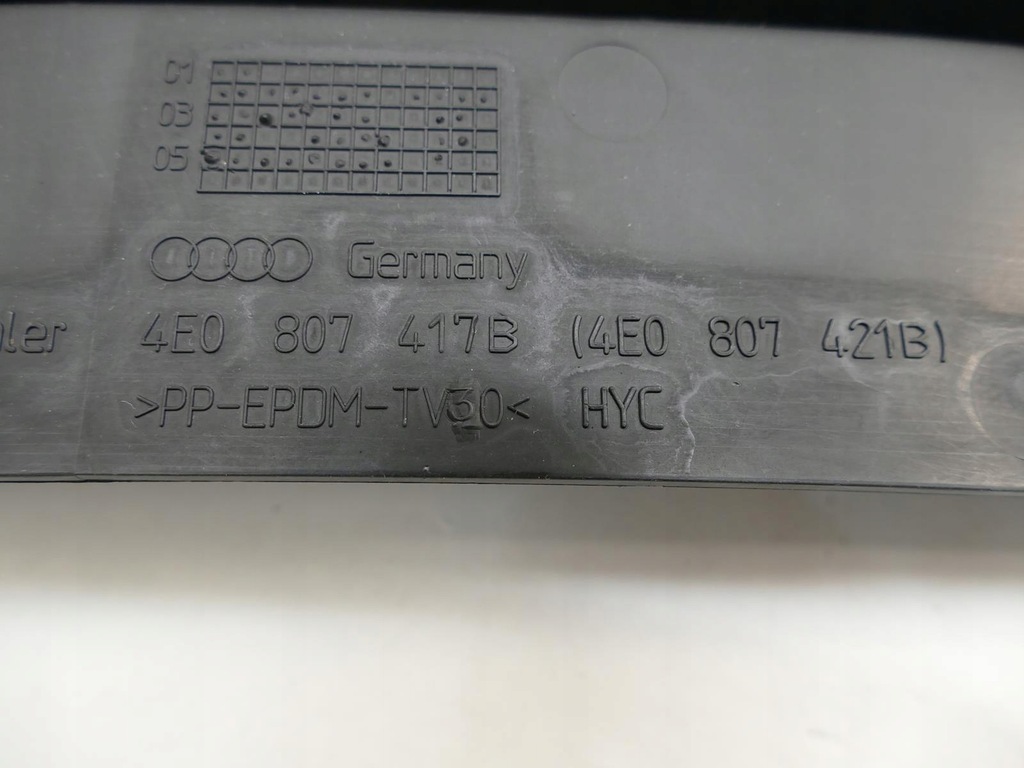 01
03
05
Germany
4E0 807 417B (4E0 807 421B)
>PP-EPDM-TV30< HYC